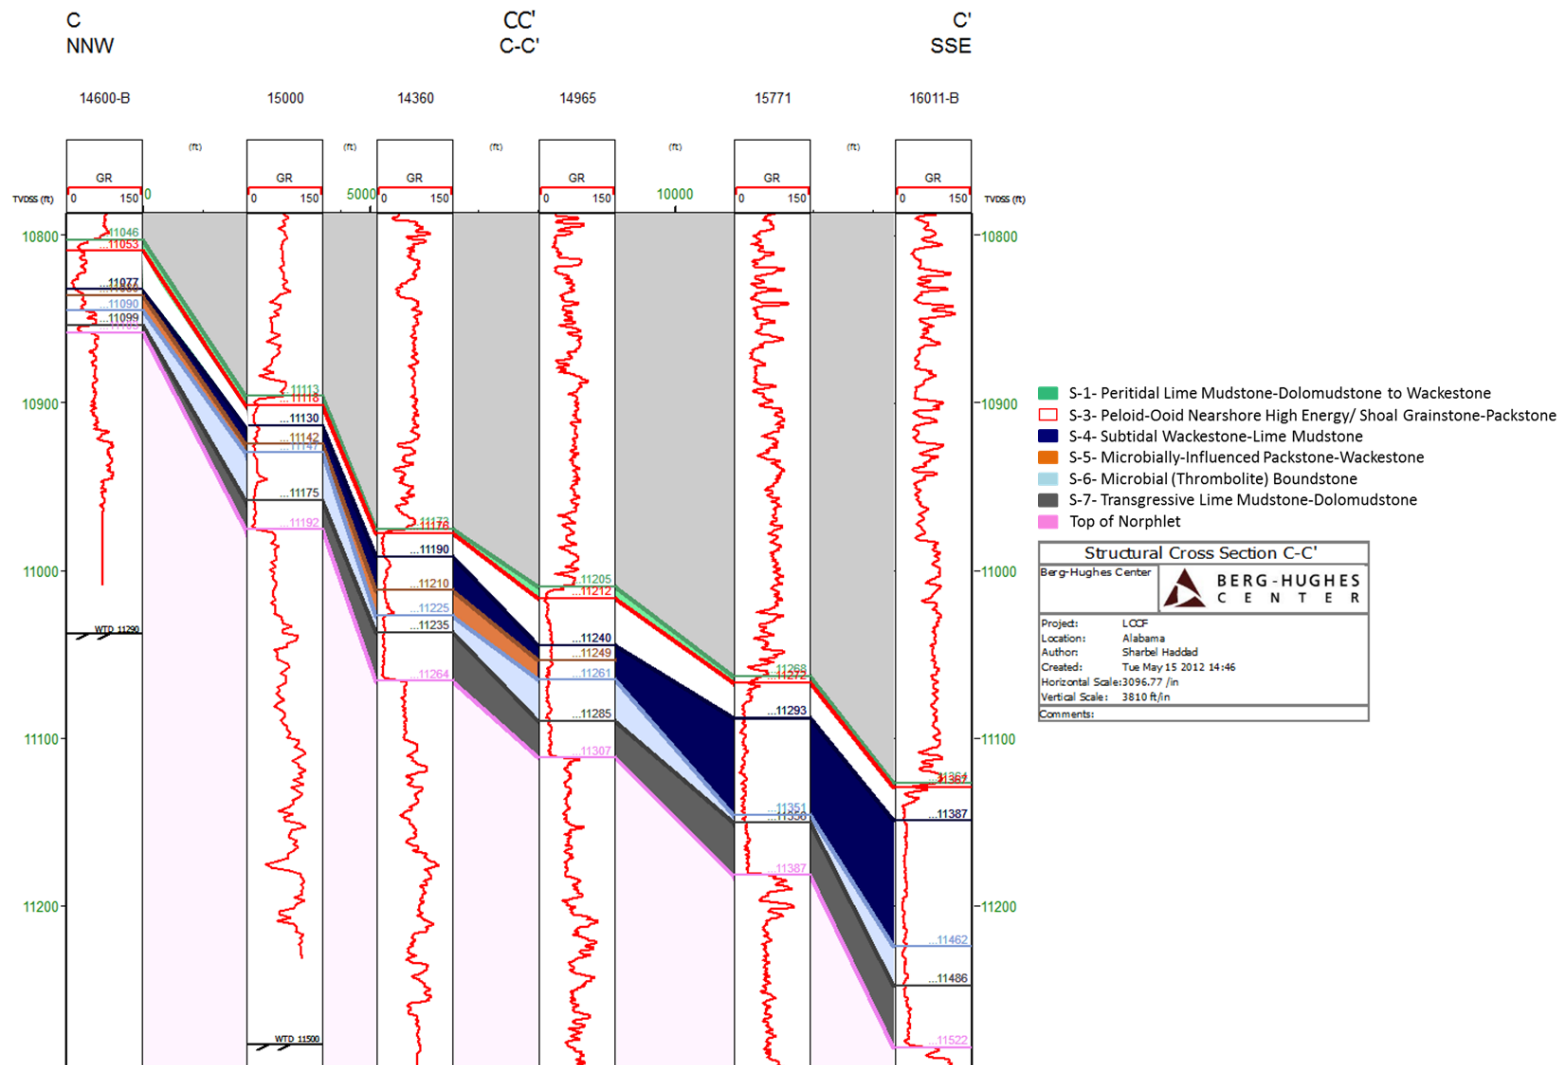 C CC' C'
NNW C-C' SSE
14600-B 15000 14360 14965 15771 16011-B
(ft) (ft) (ft) (ft) (ft)
GR GR GR GR GR GR
TVDSS (ft) 0 150 0 0 150 5000 0 150 0 150 10000 0 150 0 150 TVDSS (ft)
10800 10800
10900 10900
11000 11000
11100 11100
11200 11200
11046
...11053
...11077
...11090
...11099
WTD 11290
11113
...11118
...11130
...11142
...11147
...11175
...11192
WTD 11500
11173
11176
...11190
...11210
...11225
...11235
...11264
...11205
...11212
...11240
...11249
...11261
...11285
...11307
...11268
...11272
...11293
...11351
...11387
...11367
...11387
...11462
...11486
...11522
S-1- Peritidal Lime Mudstone-Dolomudstone to Wackestone
S-3- Peloid-Ooid Nearshore High Energy/ Shoal Grainstone-Packstone
S-4- Subtidal Wackestone-Lime Mudstone
S-5- Microbially-Influenced Packstone-Wackestone
S-6- Microbial (Thrombolite) Boundstone
S-7- Transgressive Lime Mudstone-Dolomudstone
Top of Norphlet
Structural Cross Section C-C'
Berg-Hughes Center
BERG-HUGHES
CENTER
Project: LCCF
Location: Alabama
Author: Sharbel Haddad
Created: Tue May 15 2012 14:46
Horizontal Scale:3096.77 /in
Vertical Scale: 3810 ft/in
Comments: